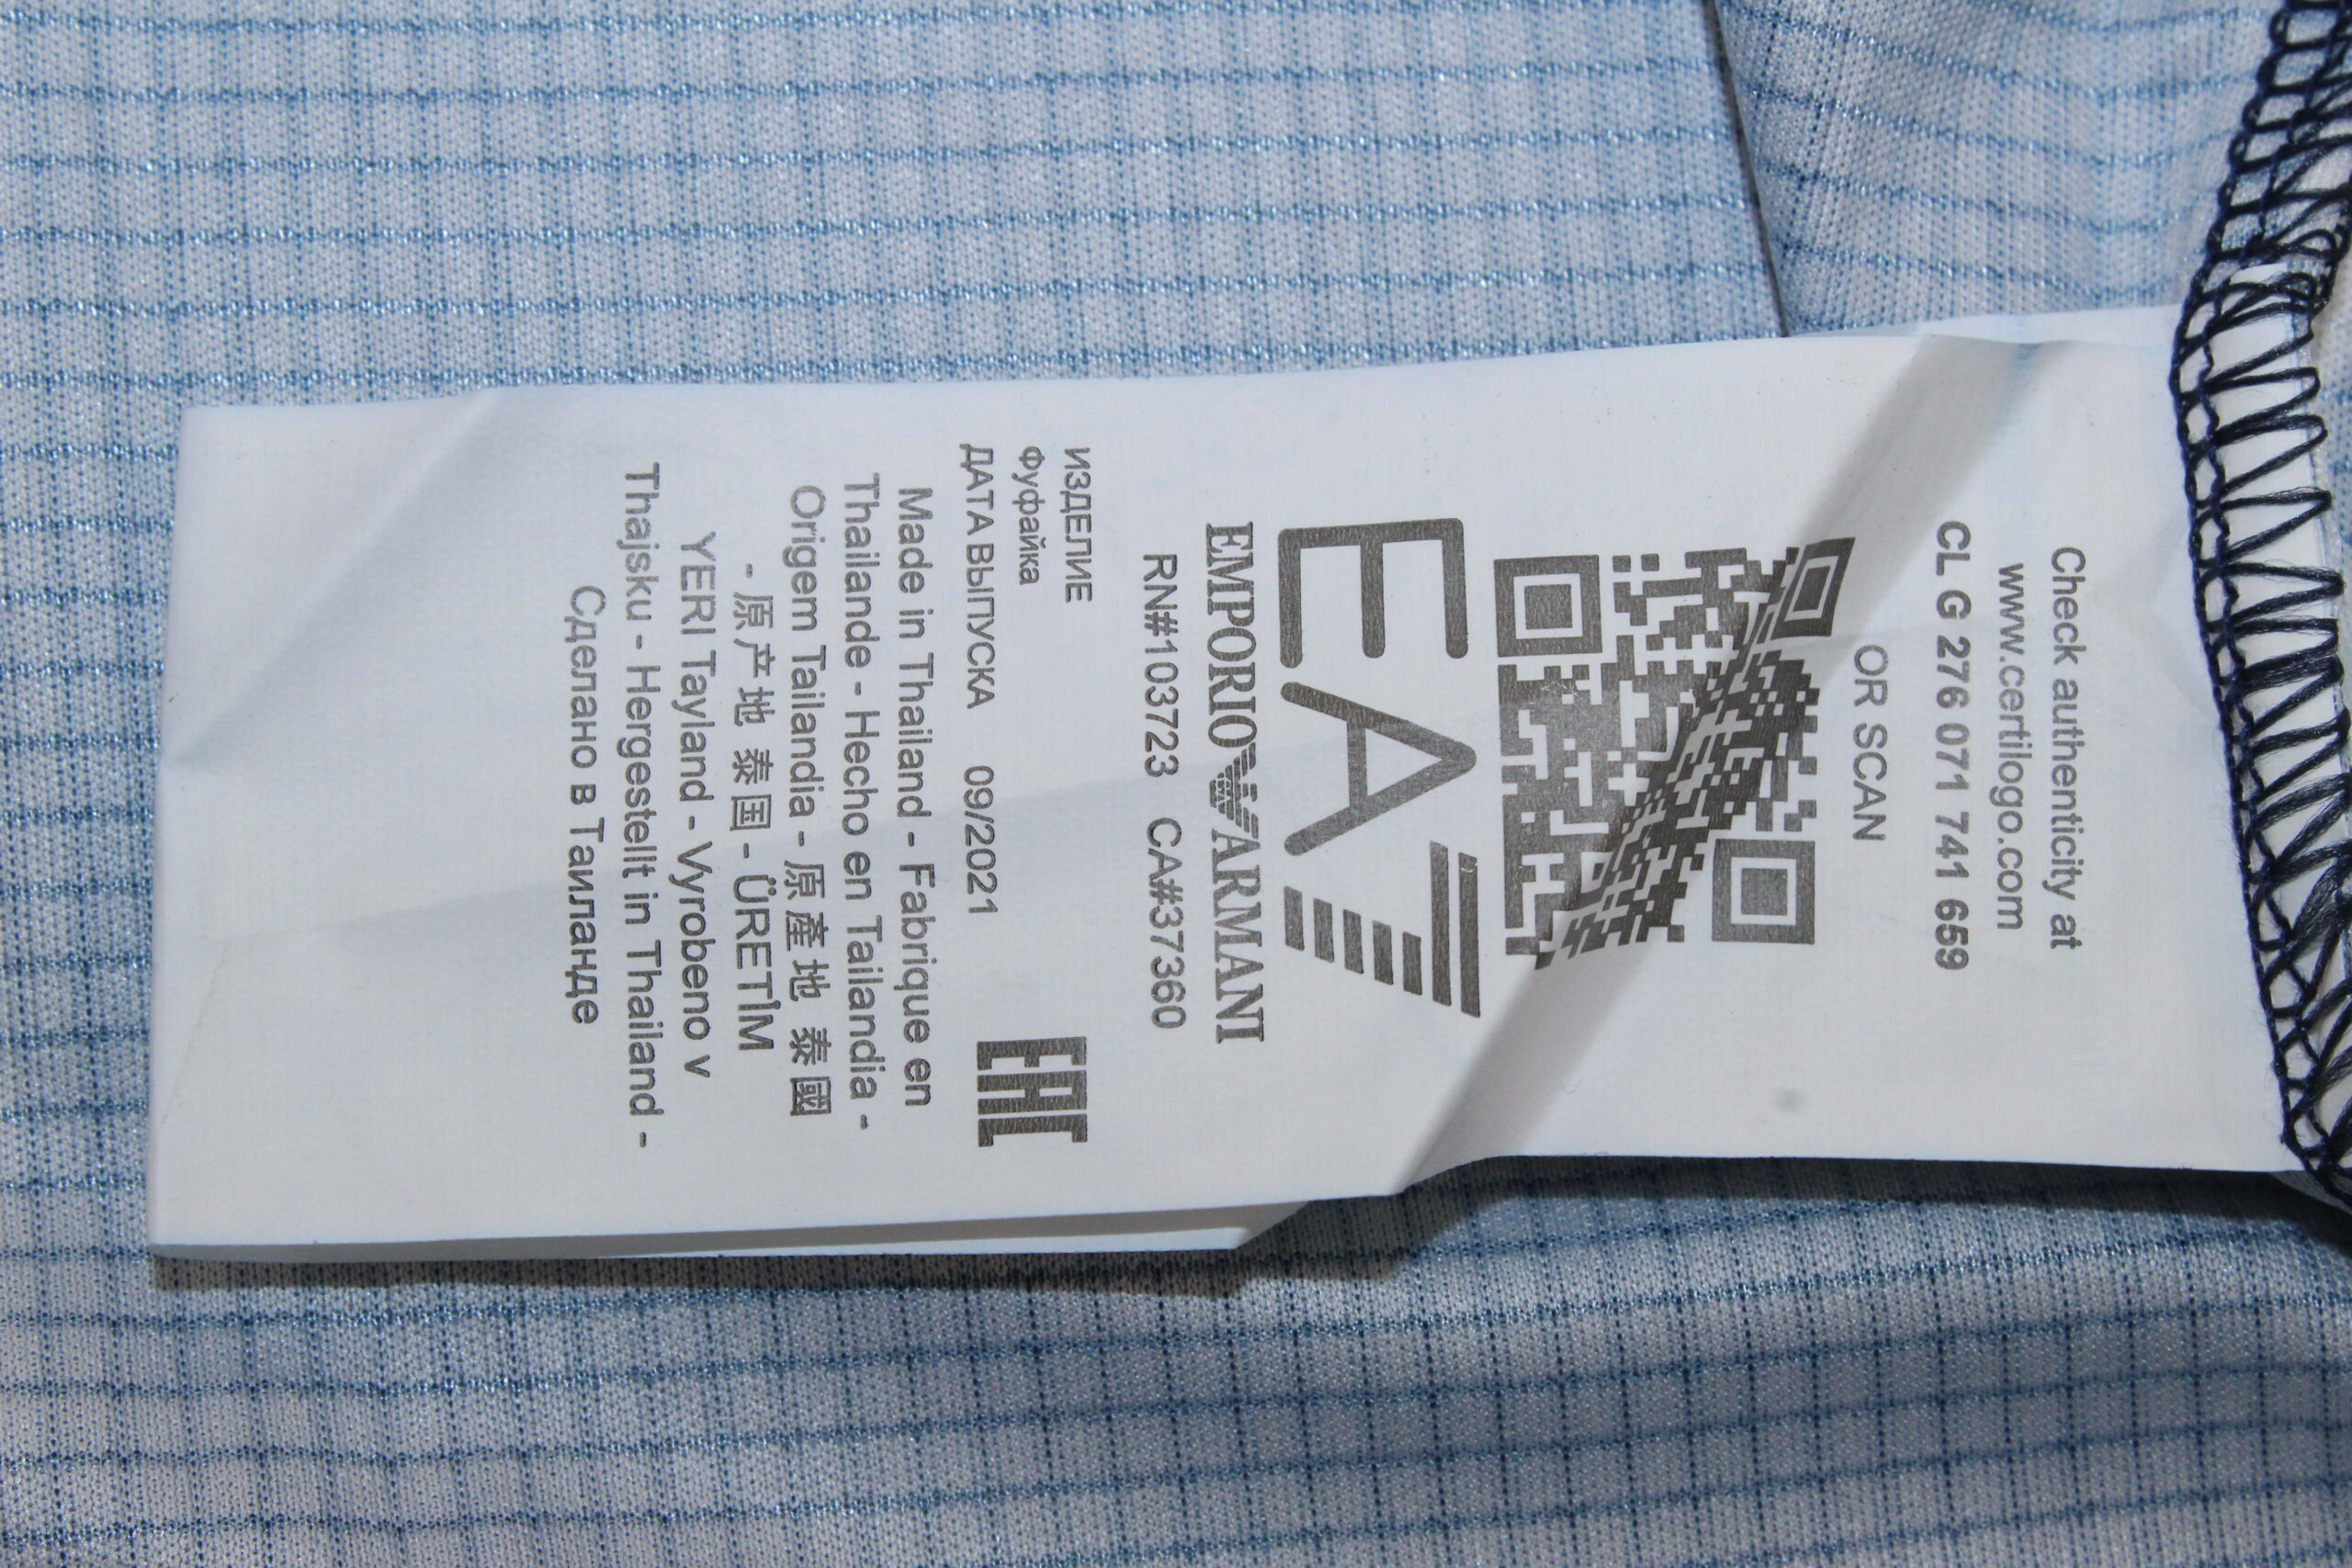 Check authenticity at
www.certilogo.com
CL G 276 071 741 659
OR SCAN
EA7
EMPORIO ARMANI
RN#103723 CA#37360
ИЗДЕЛИЕ
Фуфайка
ДАТА ВЫПУСКА 09/2021
EAC
Made in Thailand - Fabrique en
Thailande - Hecho en Tailandia -
Origem Tailandia - 原產地 泰國
- 原产地 泰国 - ÜRETİM
YERI Tayland - Vyrobeno v
Thajsku - Hergestellt in Thailand -
Сделано в Таиланде